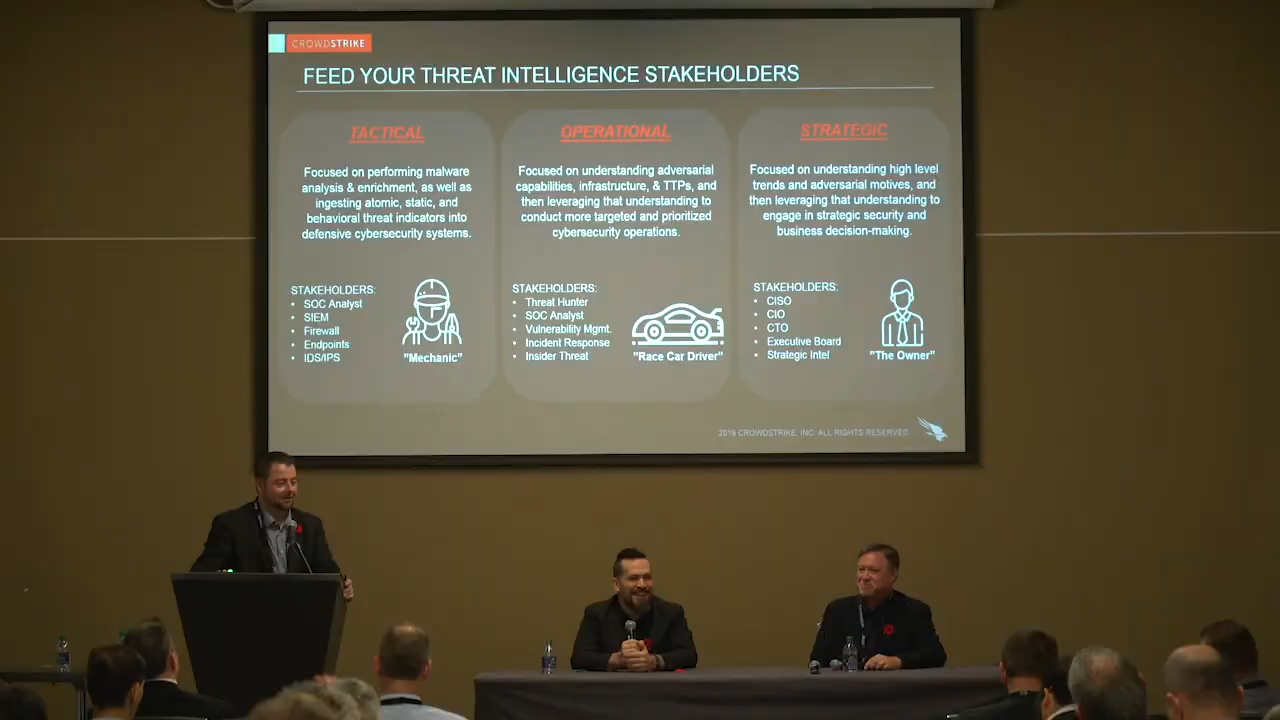 CROWDSTRIKE
FEED YOUR THREAT INTELLIGENCE STAKEHOLDERS
TACTICAL
Focused on performing malware
analysis & enrichment, as well as
ingesting atomic, static, and
behavioral threat indicators into
defensive cybersecurity systems.
STAKEHOLDERS:
• SOC Analyst
• SIEM
• Firewall
• Endpoints
• IDS/IPS
"Mechanic"
OPERATIONAL
Focused on understanding adversarial
capabilities, infrastructure, & TTPs, and
then leveraging that understanding to
conduct more targeted and prioritized
cybersecurity operations.
STAKEHOLDERS:
• Threat Hunter
• SOC Analyst
• Vulnerability Mgmt.
• Incident Response
• Insider Threat
"Race Car Driver"
STRATEGIC
Focused on understanding high level
trends and adversarial motives, and
then leveraging that understanding to
engage in strategic security and
business decision-making.
STAKEHOLDERS:
• CISO
• CIO
• CTO
• Executive Board
• Strategic Intel
"The Owner"
2019 CROWDSTRIKE, INC. ALL RIGHTS RESERVED